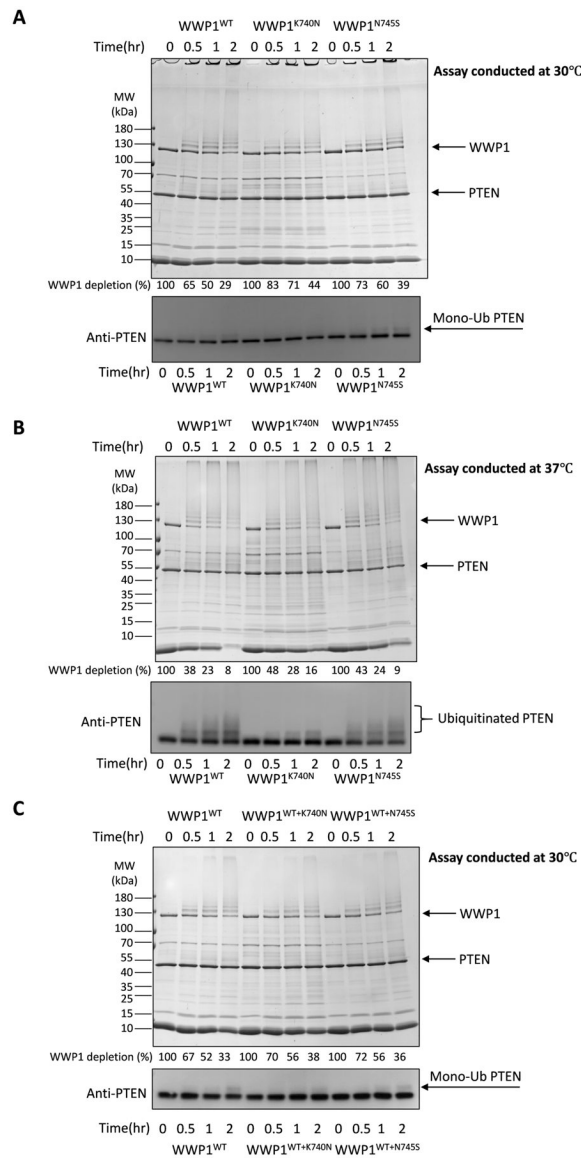 A
WWP1WT WWP1K740N WWP1N745S
Time(hr) 0 0.5 1 2 0 0.5 1 2 0 0.5 1 2
Assay conducted at 30℃
MW
(kDa)
180
130
100
70
55
40
35
25
15
10
WWP1
PTEN
WWP1 depletion (%) 100 65 50 29 100 83 71 44 100 73 60 39
Anti-PTEN
Mono-Ub PTEN
Time(hr) 0 0.5 1 2 0 0.5 1 2 0 0.5 1 2
WWP1WT WWP1K740N WWP1N745S
B
WWP1WT WWP1K740N WWP1N745S
Time(hr) 0 0.5 1 2 0 0.5 1 2 0 0.5 1 2
Assay conducted at 37℃
MW
(kDa)
180
130
100
70
55
40
35
25
15
10
WWP1
PTEN
WWP1 depletion (%) 100 38 23 8 100 48 28 16 100 43 24 9
Anti-PTEN
Ubiquitinated PTEN
Time(hr) 0 0.5 1 2 0 0.5 1 2 0 0.5 1 2
WWP1WT WWP1K740N WWP1N745S
C
WWP1WT WWP1WT+K740N WWP1WT+N745S
Time(hr) 0 0.5 1 2 0 0.5 1 2 0 0.5 1 2
Assay conducted at 30℃
MW
(kDa)
180
130
100
70
55
40
35
25
15
10
WWP1
PTEN
WWP1 depletion (%) 100 67 52 33 100 70 56 38 100 72 56 36
Anti-PTEN
Mono-Ub PTEN
Time(hr) 0 0.5 1 2 0 0.5 1 2 0 0.5 1 2
WWP1WT WWP1WT+K740N WWP1WT+N745S